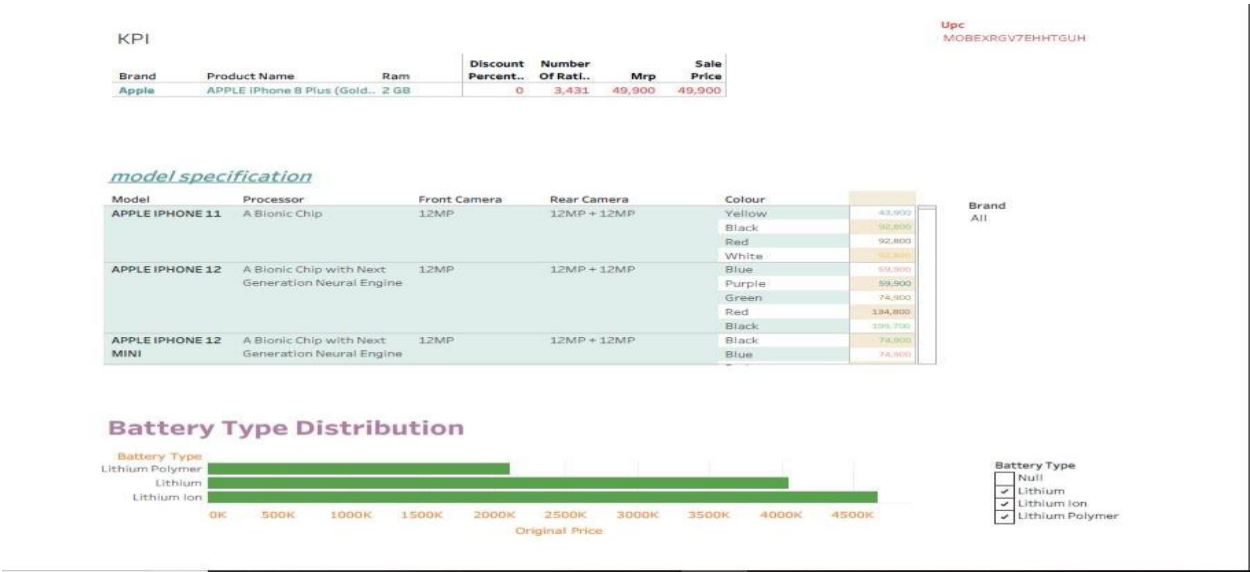 KPI
Upc
MOBEXRGV7EHHTGUH
Discount Number Sale
Brand Product Name Ram Percent.. Of Rati.. Mrp Price
Apple APPLE iPhone 8 Plus (Gold.. 2 GB 0 3,431 49,900 49,900
model specification
Model Processor Front Camera Rear Camera Colour
APPLE IPHONE 11 A Bionic Chip 12MP 12MP + 12MP Yellow 43,900
Black 92,800
Red 92,800
White
APPLE IPHONE 12 A Bionic Chip with Next 12MP 12MP + 12MP Blue 59,900
Generation Neural Engine Purple 59,900
Green 74,900
Red 134,800
Black
APPLE IPHONE 12 A Bionic Chip with Next 12MP 12MP + 12MP Black 74,900
MINI Generation Neural Engine Blue 74,900
Brand
All
Battery Type Distribution
Battery Type
Lithium Polymer
Lithium
Lithium Ion
0K 500K 1000K 1500K 2000K 2500K 3000K 3500K 4000K 4500K
Original Price
Battery Type
Null
Lithium
Lithium Ion
Lithium Polymer